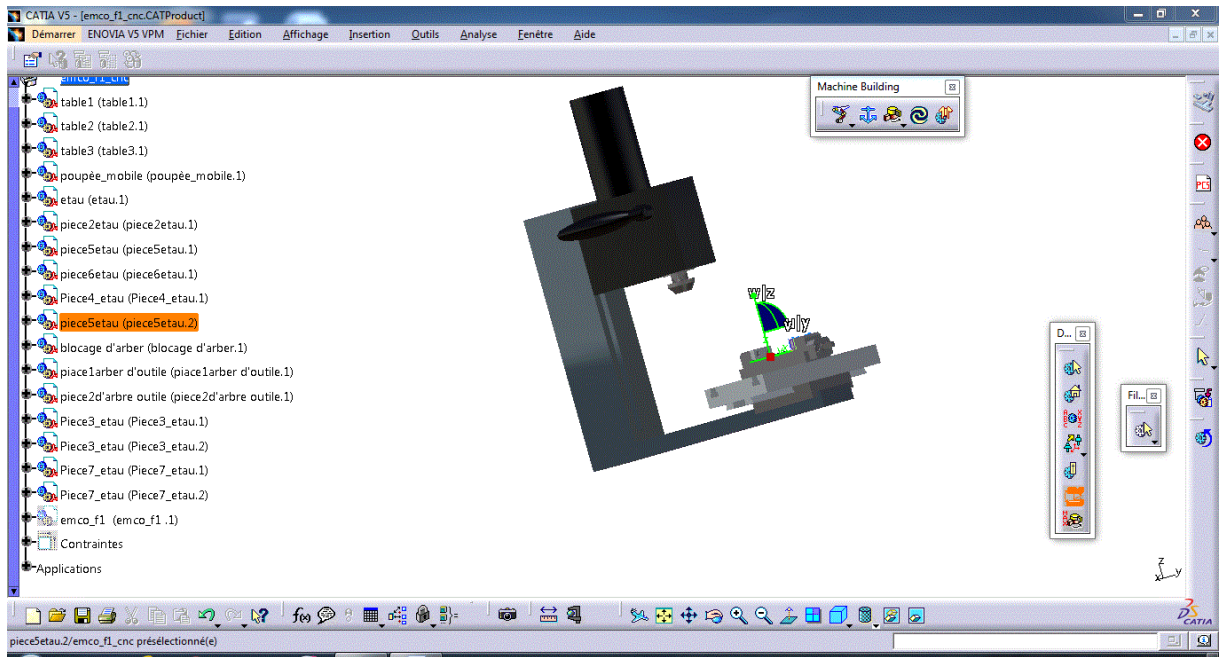 CATIA V5 - [emco_f1_cnc.CATProduct]
Démarrer ENOVIA V5 VPM Fichier Edition Affichage Insertion Outils Analyse Fenêtre Aide
emco_f1_cnc
Machine Building
table1 (table1.1)
table2 (table2.1)
table3 (table3.1)
poupée_mobile (poupée_mobile.1)
etau (etau.1)
piece2etau (piece2etau.1)
piece5etau (piece5etau.1)
piece6etau (piece6etau.1)
Piece4_etau (Piece4_etau.1)
piece5etau (piece5etau.2)
blocage d'arber (blocage d'arber.1)
piace1arber d'outile (piace1arber d'outile.1)
piece2d'arbre outile (piece2d'arbre outile.1)
Piece3_etau (Piece3_etau.1)
Piece3_etau (Piece3_etau.2)
Piece7_etau (Piece7_etau.1)
Piece7_etau (Piece7_etau.2)
emco_f1 (emco_f1 .1)
Contraintes
Applications
w|z
v|y
D...
Fil...
PCS
z
x y
f(x)
CATIA
piece5etau.2/emco_f1_cnc présélectionné(e)